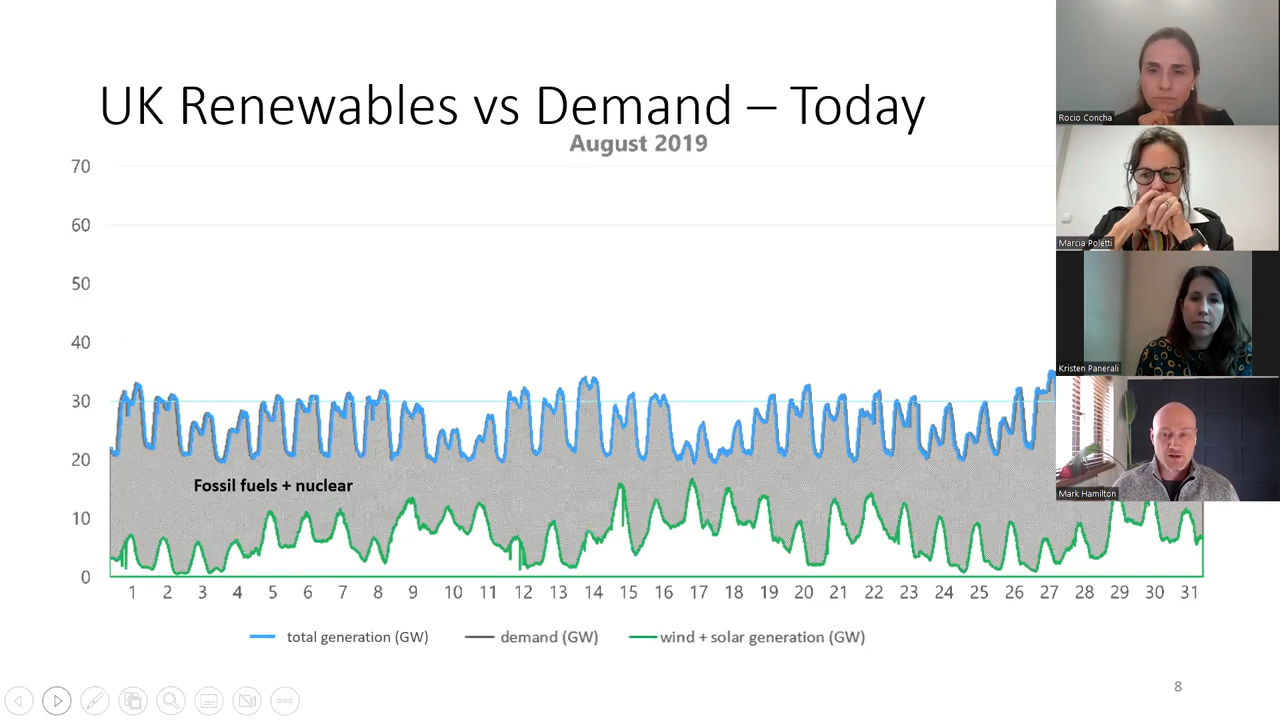 UK Renewables vs Demand – Today
August 2019
70
60
50
40
30
20
10
0
Fossil fuels + nuclear
1 2 3 4 5 6 7 8 9 10 11 12 13 14 15 16 17 18 19 20 21 22 23 24 25 26 27 28 29 30 31
total generation (GW) demand (GW) wind + solar generation (GW)
8
Rocio Concha
Marcia Poletti
Kristen Panerali
Mark Hamilton